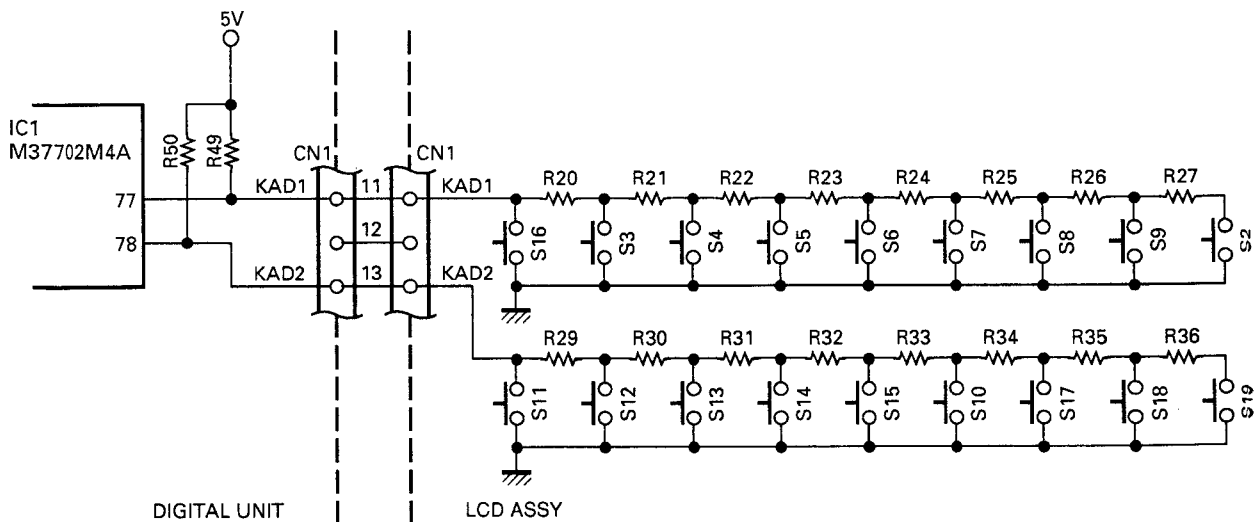 5V
IC1
M37702M4A
R50
R49
CN1
CN1
77
KAD1
11
KAD1
78
12
KAD2
13
KAD2
R20
R21
R22
R23
R24
R25
R26
R27
S16
S3
S4
S5
S6
S7
S8
S9
S2
R29
R30
R31
R32
R33
R34
R35
R36
S11
S12
S13
S14
S15
S10
S17
S18
S19
DIGITAL UNIT
LCD ASSY